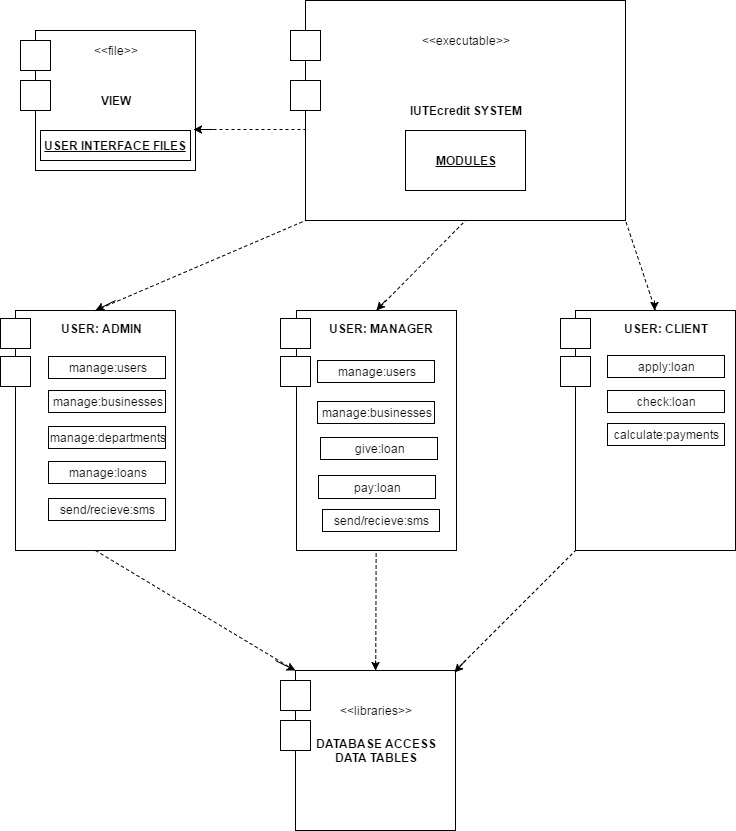 <<file>>
VIEW
USER INTERFACE FILES
<<executable>>
IUTEcredit SYSTEM
MODULES
USER: ADMIN
manage:users
manage:businesses
manage:departments
manage:loans
send/recieve:sms
USER: MANAGER
manage:users
manage:businesses
give:loan
pay:loan
send/recieve:sms
USER: CLIENT
apply:loan
check:loan
calculate:payments
<<libraries>>
DATABASE ACCESS
DATA TABLES